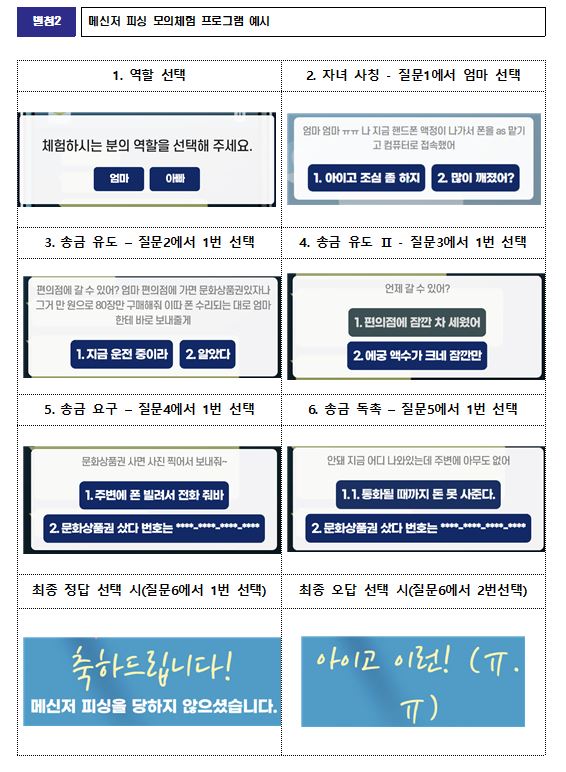 별첨2
메신저 피싱 모의체험 프로그램 예시
1. 역할 선택
2. 자녀 사칭 - 질문1에서 엄마 선택
체험하시는 분의 역할을 선택해 주세요.
엄마
아빠
엄마 엄마 ㅠㅠ 나 지금 핸드폰 액정이 나가서 폰을 as 맡기
고 컴퓨터로 접속했어
1. 아이고 조심 좀 하지
2. 많이 깨졌어?
3. 송금 유도 – 질문2에서 1번 선택
4. 송금 유도 Ⅱ - 질문3에서 1번 선택
편의점에 갈 수 있어? 엄마 편의점에 가면 문화상품권있자나
그거 만 원으로 80장만 구매해줘 이따 폰 수리되는 대로 엄마
한테 바로 보내줄게
1. 지금 운전 중이라
2. 알았다
언제 갈 수 있어?
1. 편의점에 잠깐 차 세웠어
2. 에궁 액수가 크네 잠깐만
5. 송금 요구 – 질문4에서 1번 선택
6. 송금 독촉 – 질문5에서 1번 선택
문화상품권 사면 사진 찍어서 보내줘~
1. 주변에 폰 빌려서 전화 줘바
2. 문화상품권 샀다 번호는 ****-****-****-****
안돼 지금 어디 나와있는데 주변에 아무도 없어
1. 1. 통화될 때까지 돈 못 사준다.
2. 문화상품권 샀다 번호는 ****-****-****-****
최종 정답 선택 시(질문6에서 1번 선택)
최종 오답 선택 시(질문6에서 2번선택)
축하드립니다!
메신저 피싱을 당하지 않으셨습니다.
아이고 이런! (ㅠ.
ㅠ)